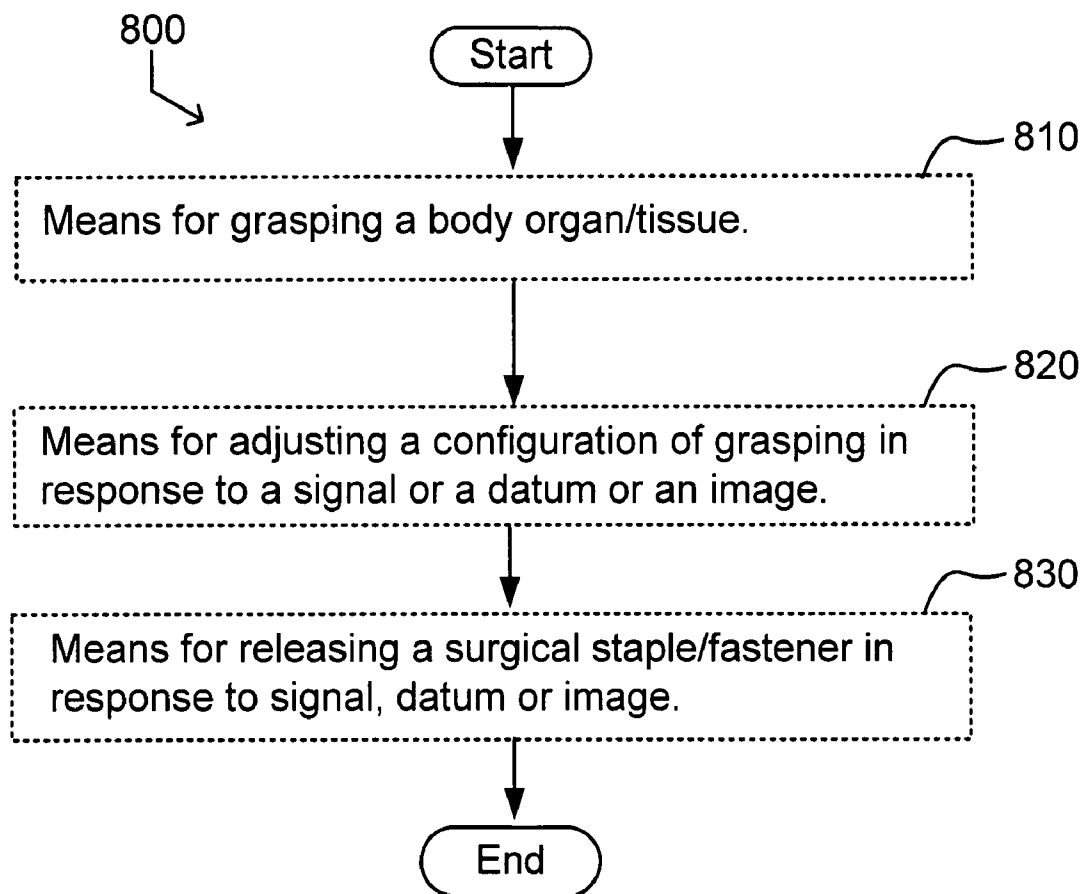 800
Start
810
Means for grasping a body organ/tissue.
820
Means for adjusting a configuration of grasping in
response to a signal or a datum or an image.
830
Means for releasing a surgical staple/fastener in
response to signal, datum or image.
End